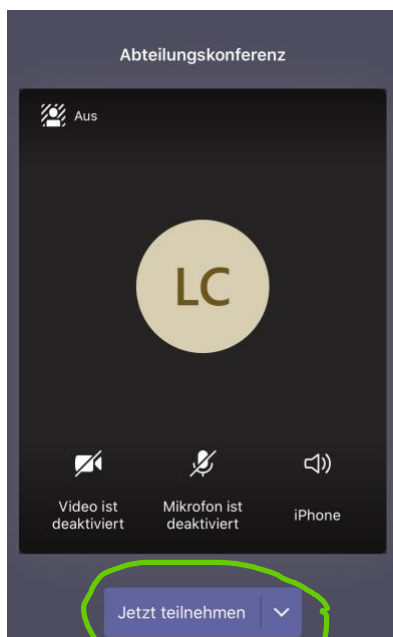 Abteilungskonferenz
Aus
LC
Video ist
deaktiviert
Mikrofon ist
deaktiviert
iPhone
Jetzt teilnehmen